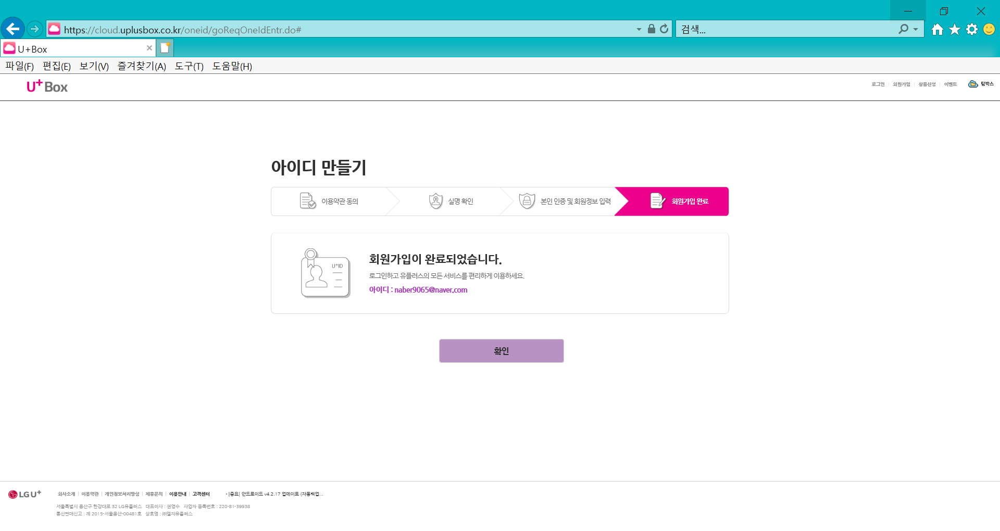 https://cloud.uplusbox.co.kr/oneid/goReqOneIdEntr.do#
검색...
U+Box
파일(F) 편집(E) 보기(V) 즐겨찾기(A) 도구(T) 도움말(H)
U+ Box
로그인 회원가입 상품신청 이벤트 팀박스
아이디 만들기
이용약관 동의 실명 확인 본인 인증 및 회원정보 입력 회원가입 완료
U+ID
회원가입이 완료되었습니다.
로그인하고 유플러스의 모든 서비스를 편리하게 이용하세요.
아이디 : naber9065@naver.com
확인
LG U+
회사소개 이용약관 개인정보처리방침 제휴문의 이용안내 고객센터 · [중요] 안드로이드 v4.2.17 업데이트 (자동백업...
서울특별시 용산구 한강대로 32 LG유플러스 대표이사 : 권영수 사업자 등록번호 : 220-81-39938
통신판매신고 : 제 2015-서울용산-00481호 상호명 : ㈜엘지유플러스